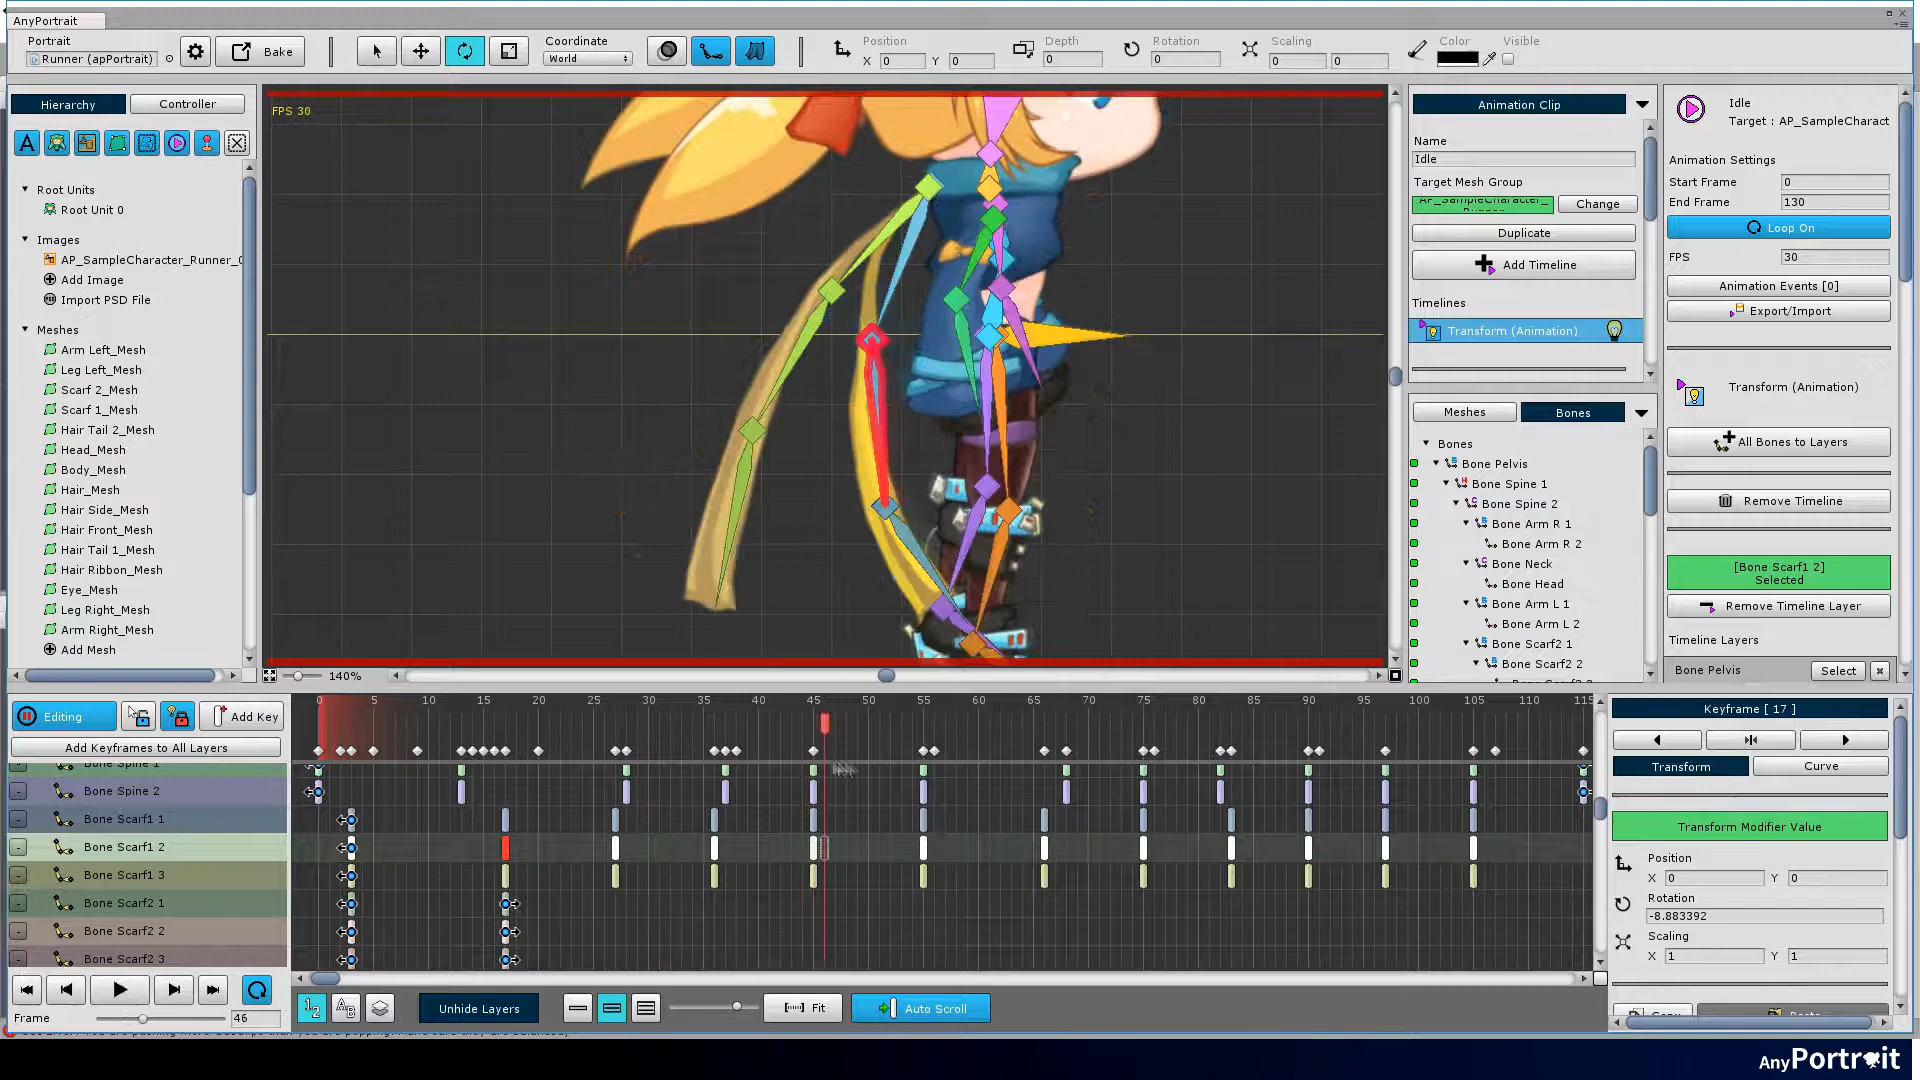 AnyPortrait
Portrait
Runner (apPortrait)
Bake
Coordinate
World
Position
X 0 Y 0
Depth
0
Rotation
0
Scaling
0 0
Color
Visible
Hierarchy
Controller
Root Units
Root Unit 0
Images
AP_SampleCharacter_Runner_0
Add Image
Import PSD File
Meshes
Arm Left_Mesh
Leg Left_Mesh
Scarf 2_Mesh
Scarf 1_Mesh
Hair Tail 2_Mesh
Head_Mesh
Body_Mesh
Hair_Mesh
Hair Side_Mesh
Hair Front_Mesh
Hair Tail 1_Mesh
Hair Ribbon_Mesh
Eye_Mesh
Leg Right_Mesh
Arm Right_Mesh
Add Mesh
FPS 30
140%
Animation Clip
Name
Idle
Target Mesh Group
AP_SampleCharacter_
Runner
Change
Duplicate
Add Timeline
Timelines
Transform (Animation)
Meshes
Bones
Bones
Bone Pelvis
Bone Spine 1
Bone Spine 2
Bone Arm R 1
Bone Arm R 2
Bone Neck
Bone Head
Bone Arm L 1
Bone Arm L 2
Bone Scarf2 1
Bone Scarf2 2
Idle
Target : AP_SampleCharact
Animation Settings
Start Frame 0
End Frame 130
Loop On
FPS 30
Animation Events [0]
Export/Import
Transform (Animation)
All Bones to Layers
Remove Timeline
[Bone Scarf1 2]
Selected
Remove Timeline Layer
Timeline Layers
Bone Pelvis Select
Editing
Add Key
Add Keyframes to All Layers
0 5 10 15 20 25 30 35 40 45 50 55 60 65 70 75 80 85 90 95 100 105 110 115
Bone Spine 1
Bone Spine 2
Bone Scarf1 1
Bone Scarf1 2
Bone Scarf1 3
Bone Scarf2 1
Bone Scarf2 2
Bone Scarf2 3
Frame 46
Unhide Layers
Fit
Auto Scroll
Keyframe [ 17 ]
Transform
Curve
Transform Modifier Value
Position
X 0 Y 0
Rotation
-8.883392
Scaling
X 1 Y 1
AnyPortrait